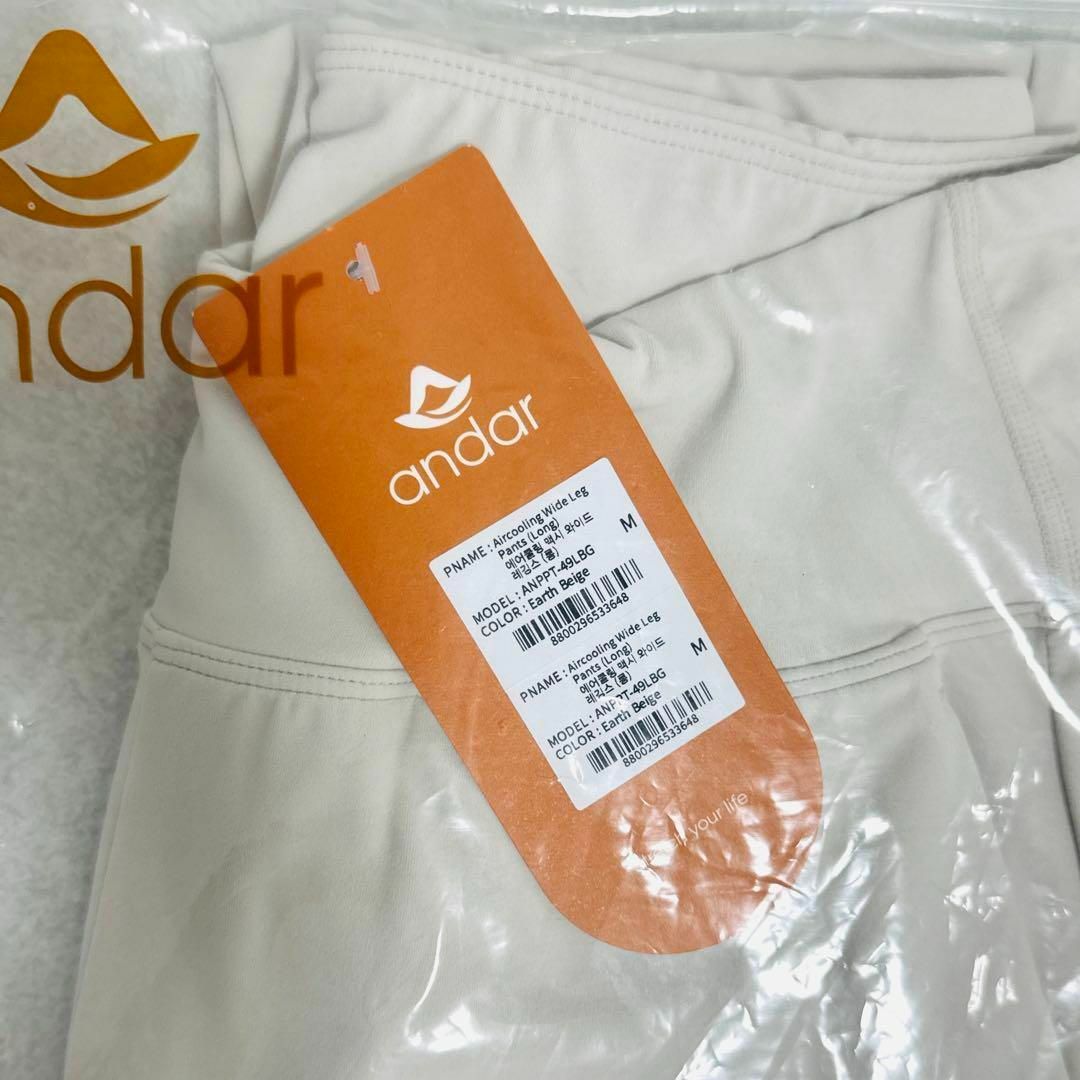 ndar
andar
PNAME : Aircooling Wide Leg
Pants (Long)
에어쿨링 맥시 와이드
레깅스 (롱)
M
MODEL : ANPPT-49LBG
COLOR : Earth Beige
8800296533648
PNAME : Aircooling Wide Leg
Pants (Long)
에어쿨링 맥시 와이드
레깅스 (롱)
M
MODEL : ANPPT-49LBG
COLOR : Earth Beige
8800296533648
your life